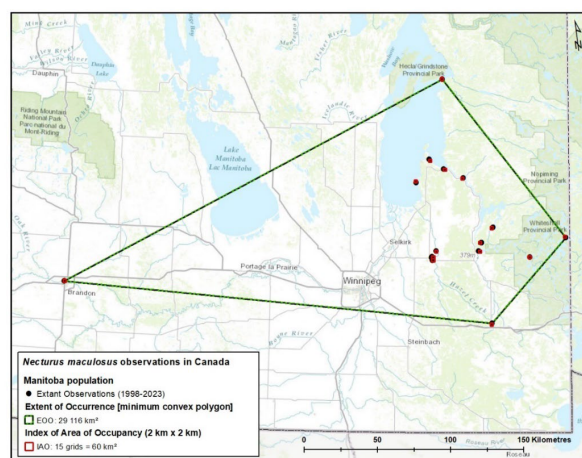 Dauphin
Dauphin Lake
Riding Mountain
National Park
Parc national du
Mont-Riding
Lake
Manitoba
Lac Manitoba
Hecla/Grindstone
Provincial Park
Nopiming
Provincial Park
Whiteshell
Provincial Park
Selkirk
379m
Portage la Prairie
Winnipeg
Brandon
Steinbach
Roseau
Necturus maculosus observations in Canada
Manitoba population
Extant Observations (1998-2023)
Extent of Occurrence [minimum convex polygon]
EOO: 29 116 km²
Index of Area of Occupancy (2 km x 2 km)
IAO: 15 grids = 60 km²
0 50 100 150 Kilometres